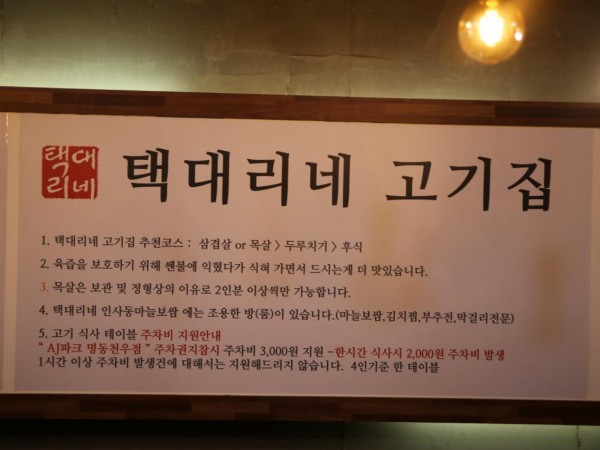 택대
리네
택대리네 고기집
1. 택대리네 고기집 추천코스 : 삼겹살 or 목살 > 두루치기 > 후식
2. 육즙을 보호하기 위해 쎈불에 익혔다가 식혀 가면서 드시는게 더 맛있습니다.
3. 목살은 보관 및 정형상의 이유로 2인분 이상씩만 가능합니다.
4. 택대리네 인사동마늘보쌈 에는 조용한 방(룸)이 있습니다.(마늘보쌈,김치찜,부추전,막걸리전문)
5. 고기 식사 테이블 주차비 지원안내
" AJ파크 명동천우점 " 주차권지참시 주차비 3,000원 지원 -한시간 식사시 2,000원 주차비 발생
1시간 이상 주차비 발생건에 대해서는 지원해드리지 않습니다. 4인기준 한 테이블